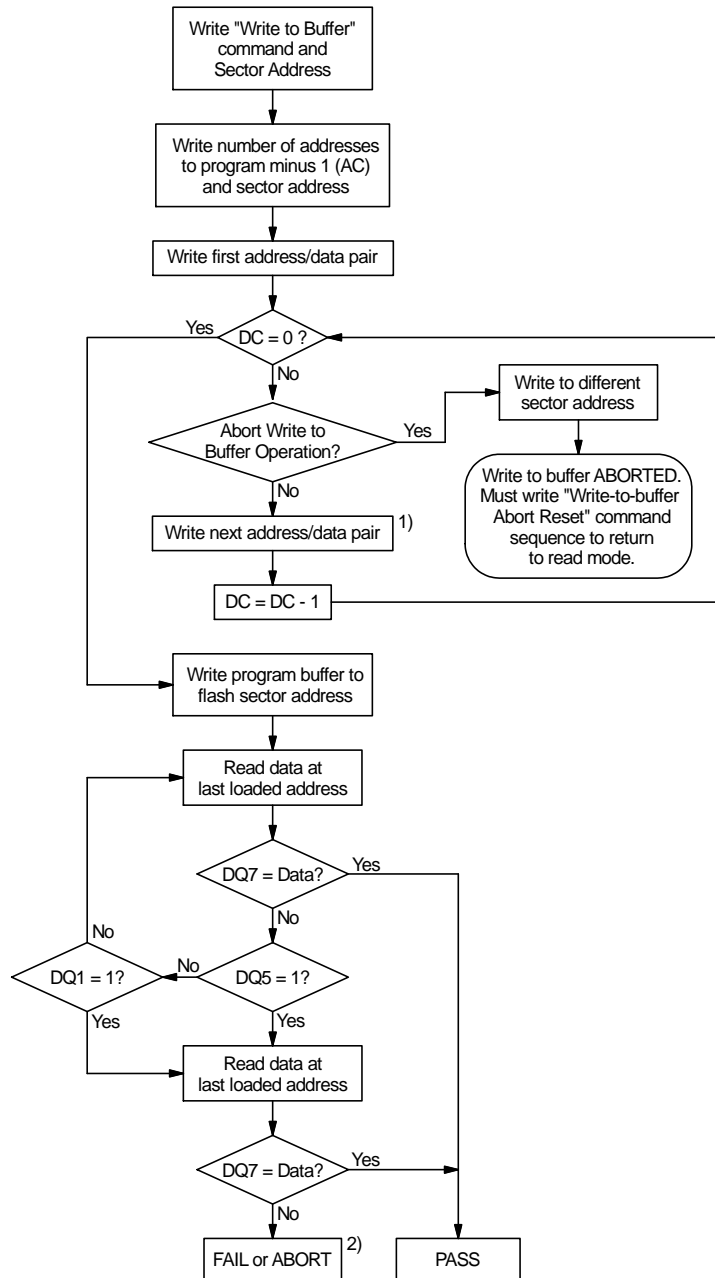 Write "Write to Buffer"
command and
Sector Address
Write number of addresses
to program minus 1 (AC)
and sector address
Write first address/data pair
Yes
DC = 0 ?
No
Write to different
sector address
Abort Write to
Buffer Operation?
Yes
No
Write to buffer ABORTED.
Must write "Write-to-buffer
Abort Reset" command
sequence to return
to read mode.
Write next address/data pair
1)
DC = DC - 1
Write program buffer to
flash sector address
Read data at
last loaded address
DQ7 = Data?
Yes
No
No
DQ1 = 1?
No
DQ5 = 1?
Yes
Yes
Read data at
last loaded address
DQ7 = Data?
Yes
No
FAIL or ABORT
2)
PASS